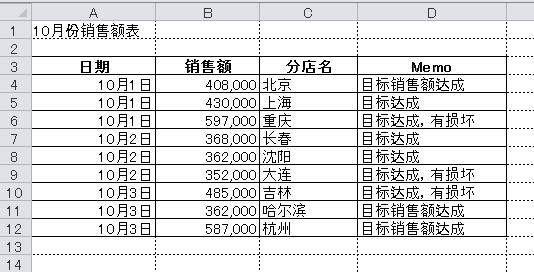 A B C D
1 10月份销售额表
2
3 日期 销售额 分店名 Memo
4 10月1日 408,000 北京 目标销售额达成
5 10月1日 430,000 上海 目标达成
6 10月1日 597,000 重庆 目标达成, 有损坏
7 10月2日 368,000 长春 目标达成
8 10月2日 362,000 沈阳 目标达成
9 10月2日 352,000 大连 目标达成, 有损坏
10 10月3日 485,000 吉林 目标达成, 有损坏
11 10月3日 362,000 哈尔滨 目标销售额达成
12 10月3日 587,000 杭州 目标销售额达成
13
14